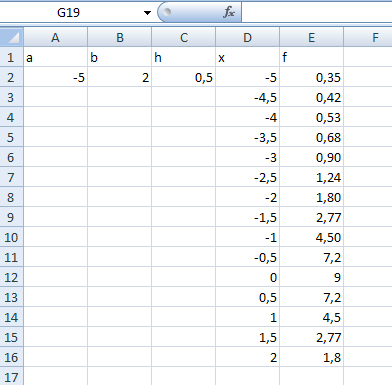 G19 fx
A B C D E F
1 a b h x f
2 -5 2 0,5 -5 0,35
3 -4,5 0,42
4 -4 0,53
5 -3,5 0,68
6 -3 0,90
7 -2,5 1,24
8 -2 1,80
9 -1,5 2,77
10 -1 4,50
11 -0,5 7,2
12 0 9
13 0,5 7,2
14 1 4,5
15 1,5 2,77
16 2 1,8
17